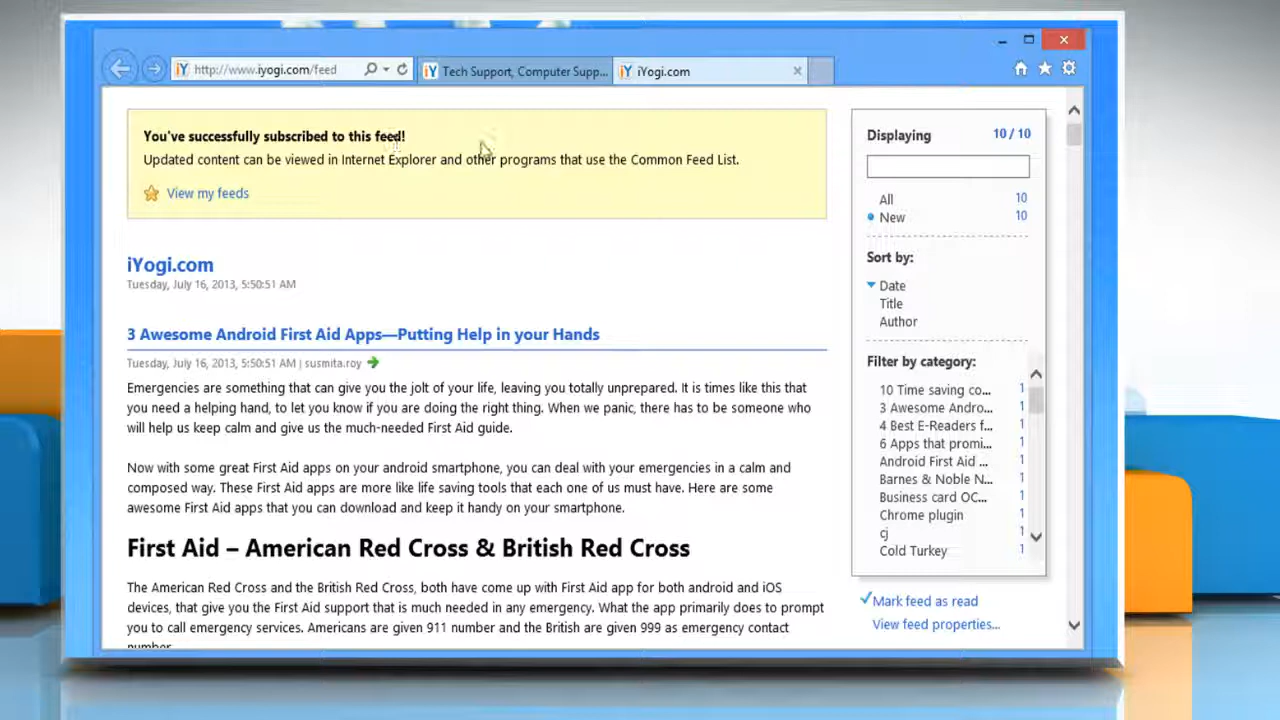 http://www.iyogi.com/feed
Tech Support, Computer Supp...
iYogi.com
You've successfully subscribed to this feed!
Updated content can be viewed in Internet Explorer and other programs that use the Common Feed List.
View my feeds
iYogi.com
Tuesday, July 16, 2013, 5:50:51 AM
3 Awesome Android First Aid Apps—Putting Help in your Hands
Tuesday, July 16, 2013, 5:50:51 AM | susmita.roy
Emergencies are something that can give you the jolt of your life, leaving you totally unprepared. It is times like this that
you need a helping hand, to let you know if you are doing the right thing. When we panic, there has to be someone who
will help us keep calm and give us the much-needed First Aid guide.
Now with some great First Aid apps on your android smartphone, you can deal with your emergencies in a calm and
composed way. These First Aid apps are more like life saving tools that each one of us must have. Here are some
awesome First Aid apps that you can download and keep it handy on your smartphone.
First Aid – American Red Cross & British Red Cross
The American Red Cross and the British Red Cross, both have come up with First Aid app for both android and iOS
devices, that give you the First Aid support that is much needed in any emergency. What the app primarily does to prompt
you to call emergency services. Americans are given 911 number and the British are given 999 as emergency contact
number.
Displaying 10 / 10
All 10
New 10
Sort by:
Date
Title
Author
Filter by category:
10 Time saving co... 1
3 Awesome Andro... 1
4 Best E-Readers f... 1
6 Apps that promi... 1
Android First Aid ... 1
Barnes & Noble N... 1
Business card OC... 1
Chrome plugin 1
cj 1
Cold Turkey 1
Mark feed as read
View feed properties...